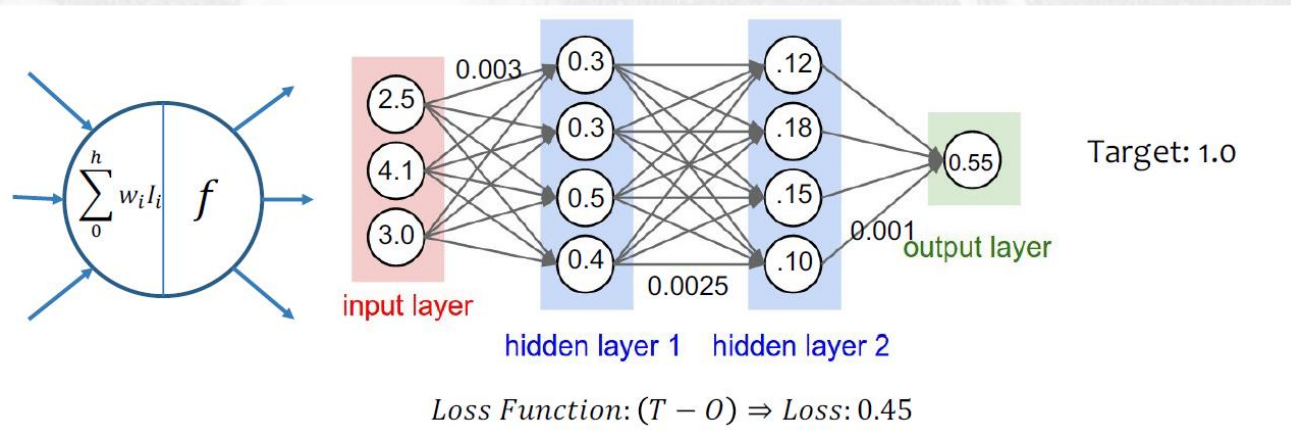 h
∑ wᵢIᵢ
0
f
2.5
4.1
3.0
input layer
0.003
0.3
0.3
0.5
0.4
hidden layer 1
0.0025
.12
.18
.15
.10
hidden layer 2
0.001
0.55
output layer
Target: 1.0
Loss Function: (T − O) ⇒ Loss: 0.45